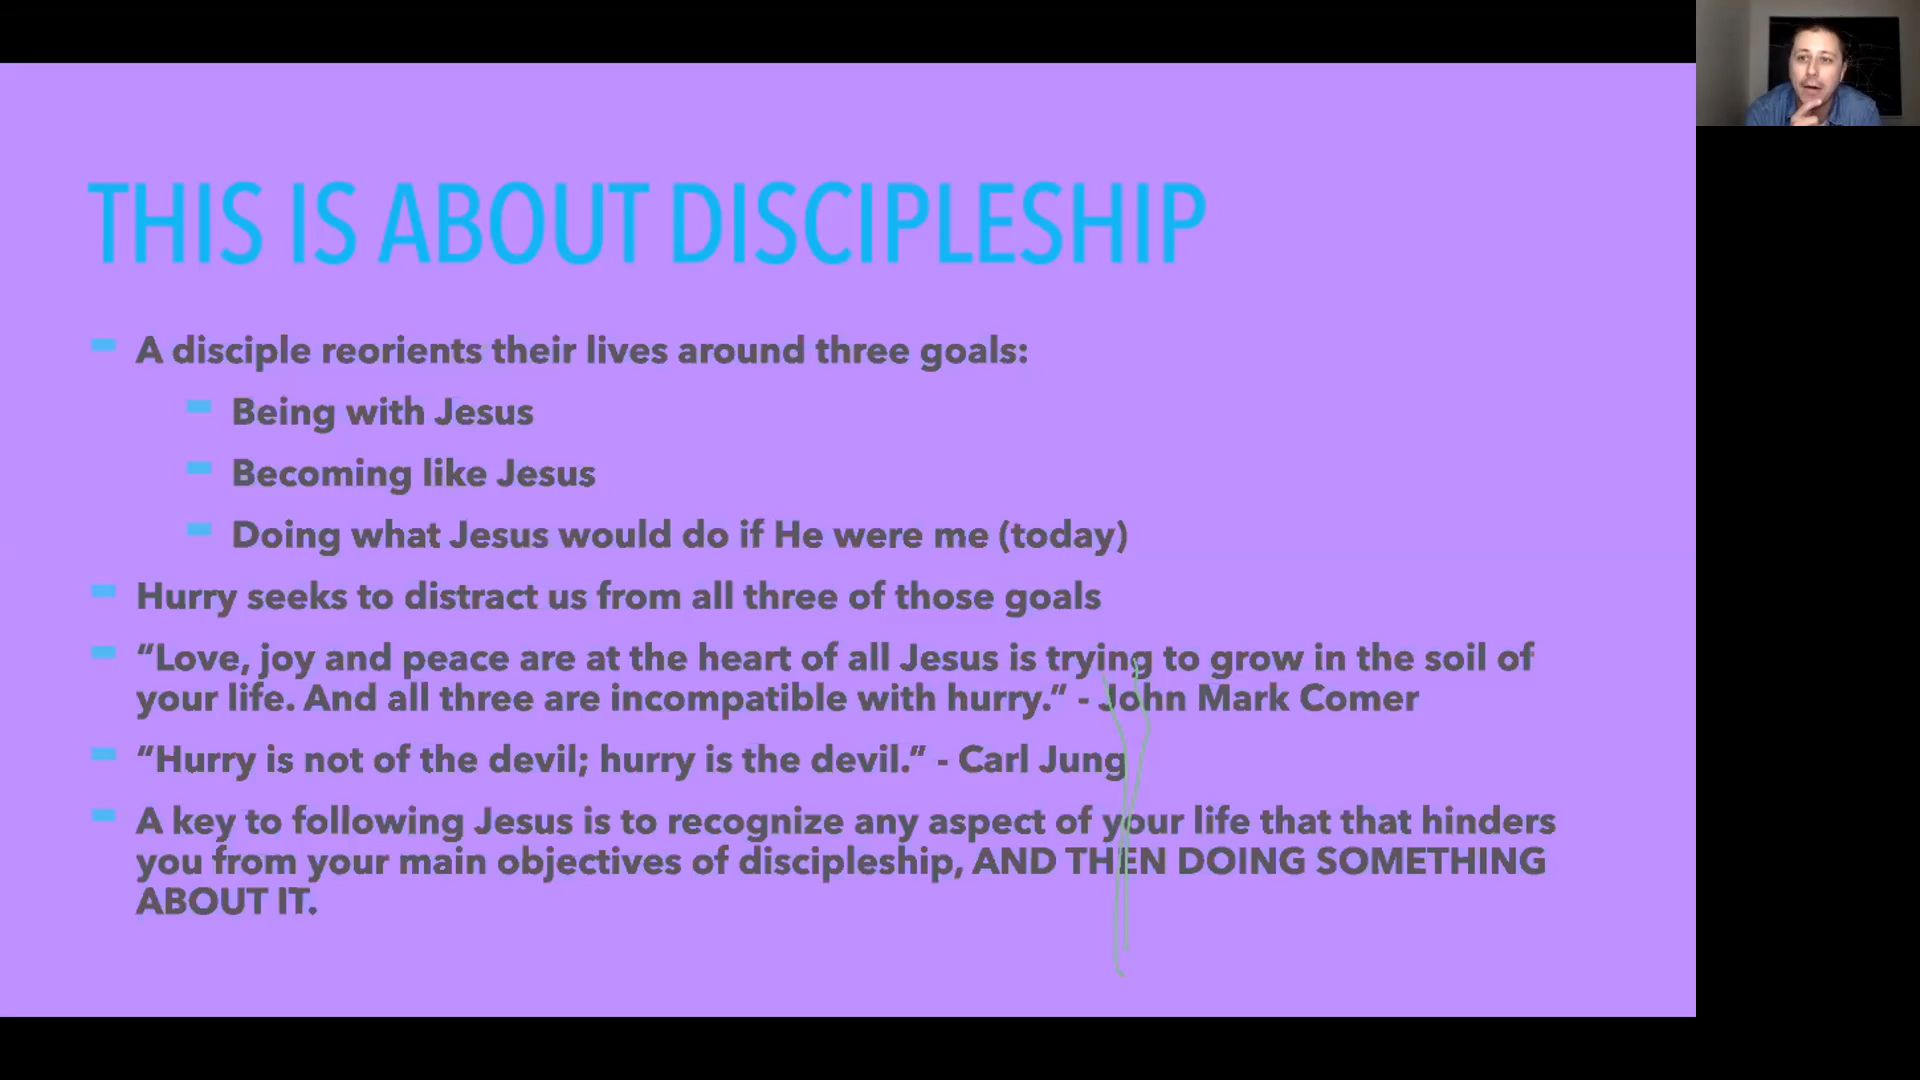 THIS IS ABOUT DISCIPLESHIP
A disciple reorients their lives around three goals:
Being with Jesus
Becoming like Jesus
Doing what Jesus would do if He were me (today)
Hurry seeks to distract us from all three of those goals
“Love, joy and peace are at the heart of all Jesus is trying to grow in the soil of
your life. And all three are incompatible with hurry.“ - John Mark Comer
“Hurry is not of the devil; hurry is the devil.” - Carl Jung
A key to following Jesus is to recognize any aspect of your life that that hinders
you from your main objectives of discipleship, AND THEN DOING SOMETHING
ABOUT IT.